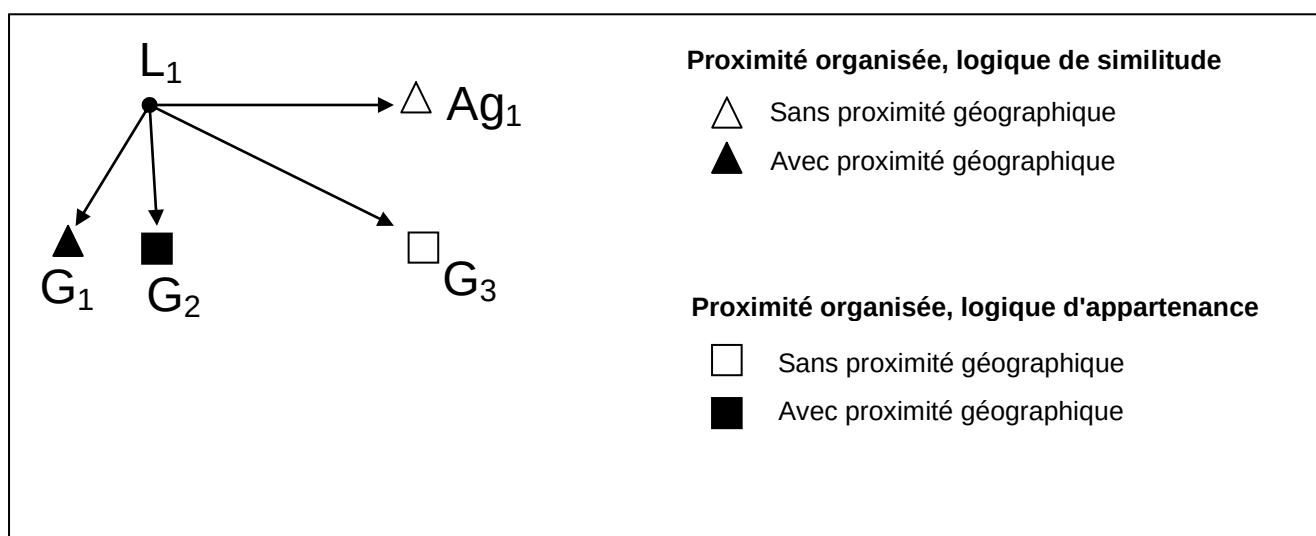 L₁
Ag₁
G₁
G₂
G₃
Proximité organisée, logique de similitude
Sans proximité géographique
Avec proximité géographique
Proximité organisée, logique d'appartenance
Sans proximité géographique
Avec proximité géographique